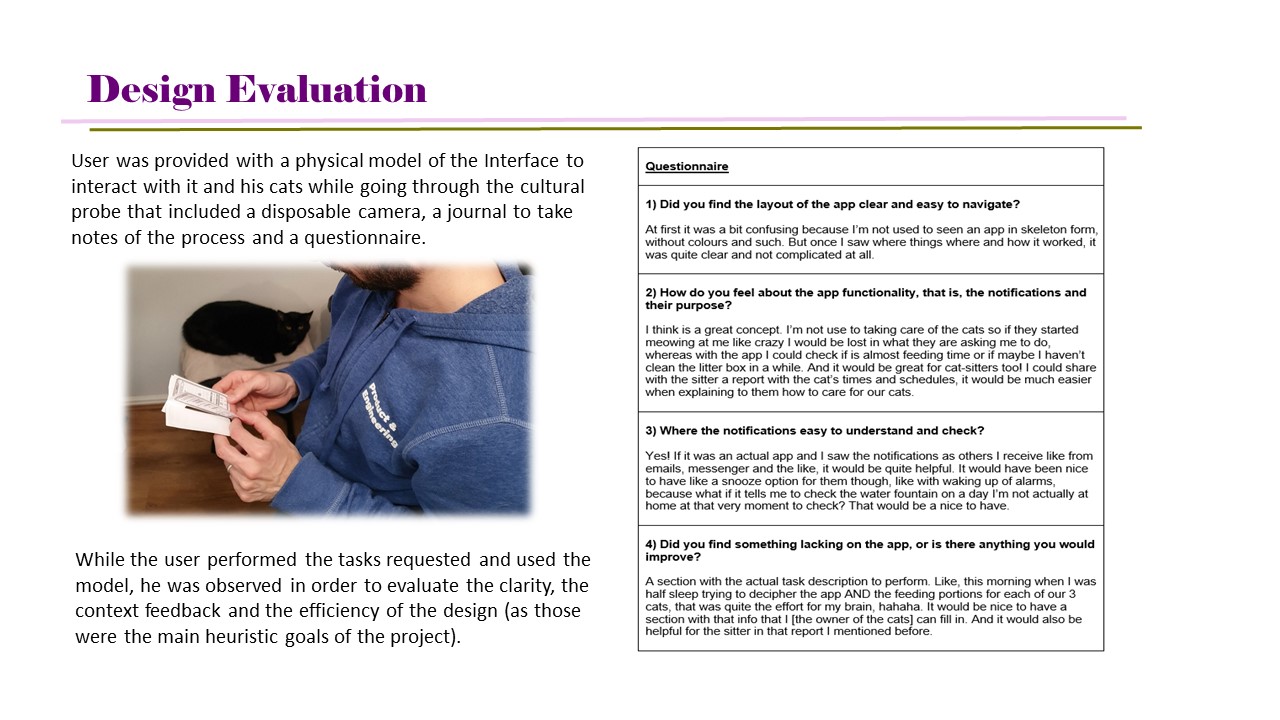 Design Evaluation
User was provided with a physical model of the Interface to
interact with it and his cats while going through the cultural
probe that included a disposable camera, a journal to take
notes of the process and a questionnaire.
Product &
Engineering
While the user performed the tasks requested and used the
model, he was observed in order to evaluate the clarity, the
context feedback and the efficiency of the design (as those
were the main heuristic goals of the project).
Questionnaire
1) Did you find the layout of the app clear and easy to navigate?
At first it was a bit confusing because I'm not used to seen an app in skeleton form,
without colours and such. But once I saw where things where and how it worked, it
was quite clear and not complicated at all.
2) How do you feel about the app functionality, that is, the notifications and
their purpose?
I think is a great concept. I'm not use to taking care of the cats so if they started
meowing at me like crazy I would be lost in what they are asking me to do,
whereas with the app I could check if is almost feeding time or if maybe I haven't
clean the litter box in a while. And it would be great for cat-sitters too! I could share
with the sitter a report with the cat's times and schedules, it would be much easier
when explaining to them how to care for our cats.
3) Where the notifications easy to understand and check?
Yes! If it was an actual app and I saw the notifications as others I receive like from
emails, messenger and the like, it would be quite helpful. It would have been nice
to have like a snooze option for them though, like with waking up of alarms,
because what if it tells me to check the water fountain on a day I'm not actually at
home at that very moment to check? That would be a nice to have.
4) Did you find something lacking on the app, or is there anything you would
improve?
A section with the actual task description to perform. Like, this morning when I was
half sleep trying to decipher the app AND the feeding portions for each of our 3
cats, that was quite the effort for my brain, hahaha. It would be nice to have a
section with that info that I [the owner of the cats] can fill in. And it would also be
helpful for the sitter in that report I mentioned before.